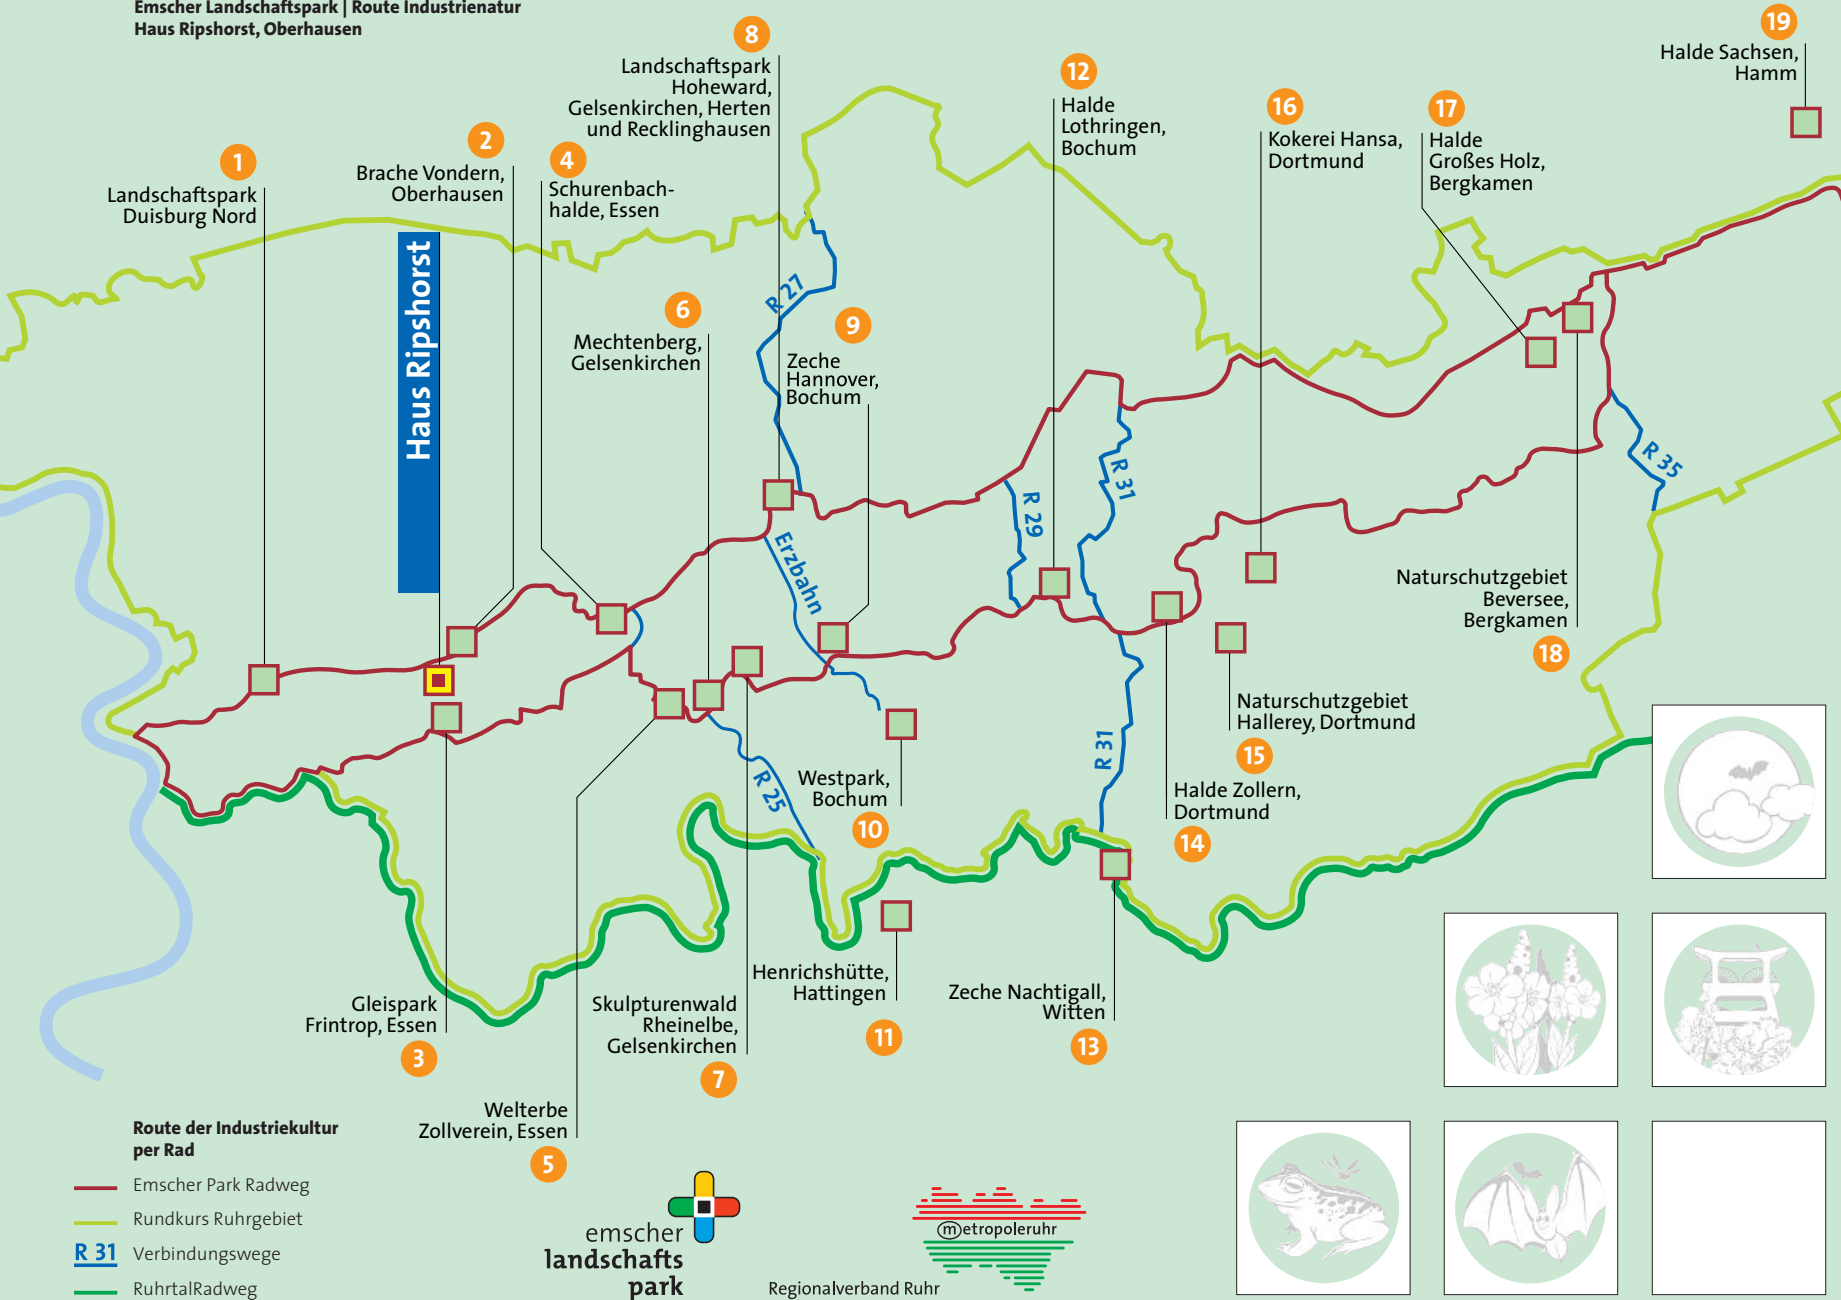 Emscher Landschaftspark | Route Industrienatur
Haus Ripshorst, Oberhausen
1
Landschaftspark
Duisburg Nord
2
Brache Vondern,
Oberhausen
4
Schurenbach-
halde, Essen
8
Landschaftspark
Hoheward,
Gelsenkirchen, Herten
und Recklinghausen
12
Halde
Lothringen,
Bochum
16
Kokerei Hansa,
Dortmund
17
Halde
Großes Holz,
Bergkamen
19
Halde Sachsen,
Hamm
Haus Ripshorst
6
Mechtenberg,
Gelsenkirchen
R 27
9
Zeche
Hannover,
Bochum
R 29
R 31
R 35
Erzbahn
Naturschutzgebiet
Beversee,
Bergkamen
18
Naturschutzgebiet
Hallerey, Dortmund
15
R 31
R 25
Westpark,
Bochum
10
Halde Zollern,
Dortmund
14
Henrichshütte,
Hattingen
11
Zeche Nachtigall,
Witten
13
Gleispark
Frintrop, Essen
3
Skulpturenwald
Rheinelbe,
Gelsenkirchen
7
Welterbe
Zollverein, Essen
5
Route der Industriekultur
per Rad
Emscher Park Radweg
Rundkurs Ruhrgebiet
R 31 Verbindungswege
RuhrtalRadweg
emscher
landschafts
park
metropoleruhr
Regionalverband Ruhr